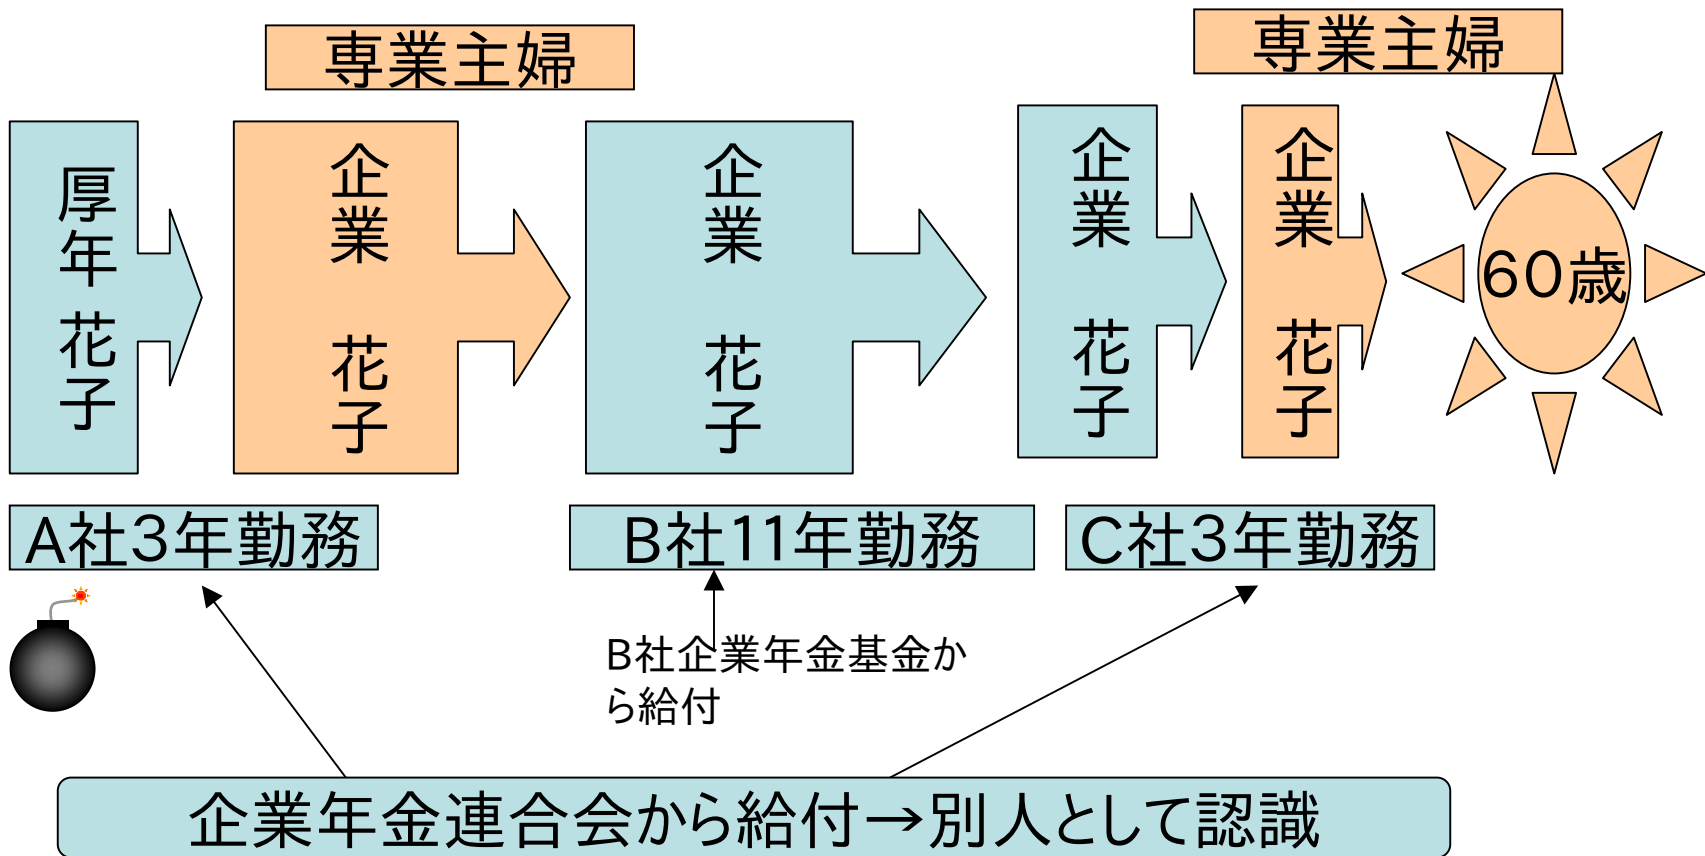 専業主婦
専業主婦
厚年 花子
企業 花子
企業 花子
企業 花子
企業 花子
60歳
A社3年勤務
B社11年勤務
C社3年勤務
B社企業年金基金か
ら給付
企業年金連合会から給付→別人として認識